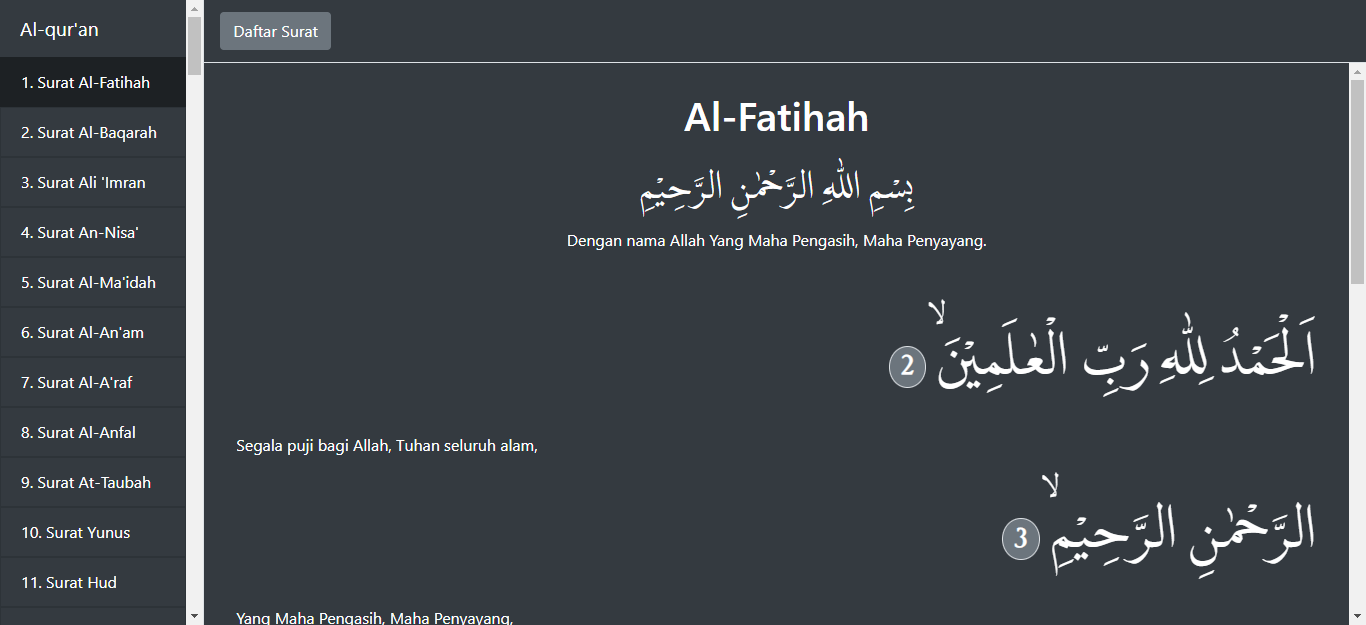 Al-qur'an
1. Surat Al-Fatihah
2. Surat Al-Baqarah
3. Surat Ali 'Imran
4. Surat An-Nisa'
5. Surat Al-Ma'idah
6. Surat Al-An'am
7. Surat Al-A'raf
8. Surat Al-Anfal
9. Surat At-Taubah
10. Surat Yunus
11. Surat Hud
Daftar Surat
Al-Fatihah
بِسْمِ اللّٰهِ الرَّحْمٰنِ الرَّحِيْمِ
Dengan nama Allah Yang Maha Pengasih, Maha Penyayang.
اَلْحَمْدُ لِلّٰهِ رَبِّ الْعٰلَمِيْنَۙ 2
Segala puji bagi Allah, Tuhan seluruh alam,
الرَّحْمٰنِ الرَّحِيْمِۙ 3
Yang Maha Pengasih, Maha Penyayang,